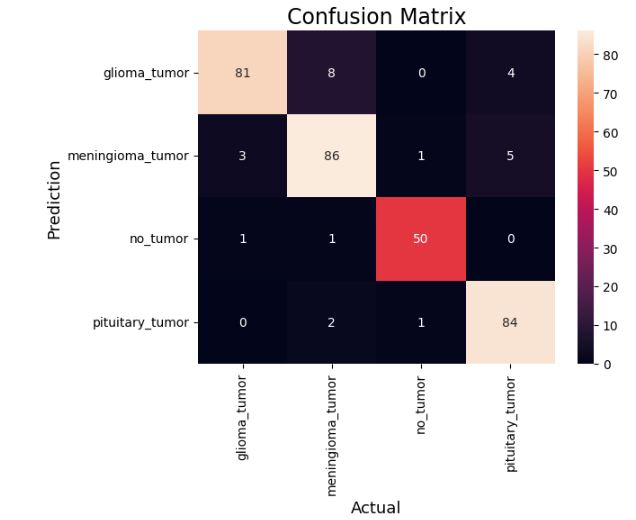 Confusion Matrix
Prediction
glioma_tumor 81 8 0 4
meningioma_tumor 3 86 1 5
no_tumor 1 1 50 0
pituitary_tumor 0 2 1 84
glioma_tumor
meningioma_tumor
no_tumor
pituitary_tumor
Actual
80
70
60
50
40
30
20
10
0